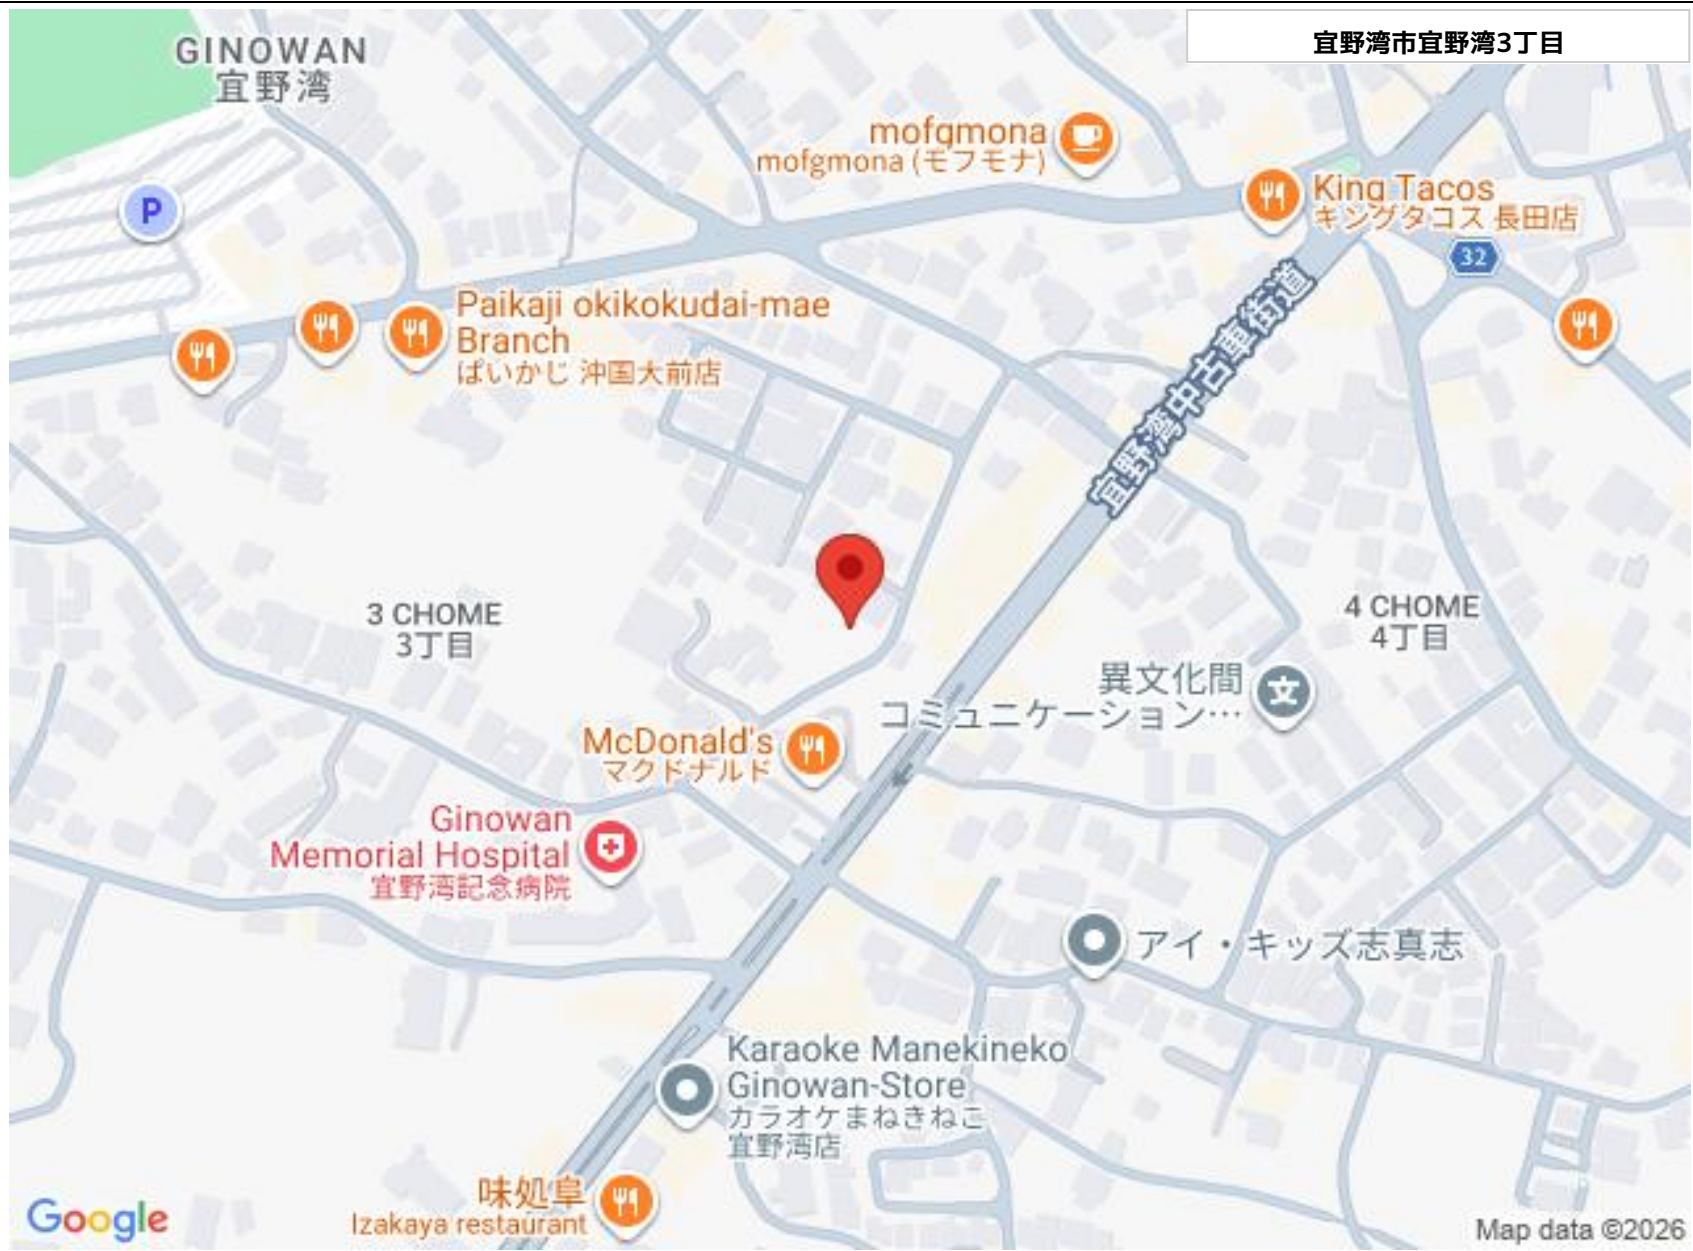 宜野湾市宜野湾3丁目
GINOWAN
宜野湾
mofgmona
mofgmona (モフモナ)
King Tacos
キングタコス 長田店
32
P
Paikaji okikokudai-mae
Branch
ぱいかじ 沖国大前店
宜野湾中古車街道
3 CHOME
3丁目
4 CHOME
4丁目
異文化間
コミュニケーション…
文
McDonald's
マクドナルド
Ginowan
Memorial Hospital
宜野湾記念病院
アイ・キッズ志真志
Karaoke Manekineko
Ginowan-Store
カラオケまねきねこ
宜野湾店
味処阜
Izakaya restaurant
Google
Map data ©2026